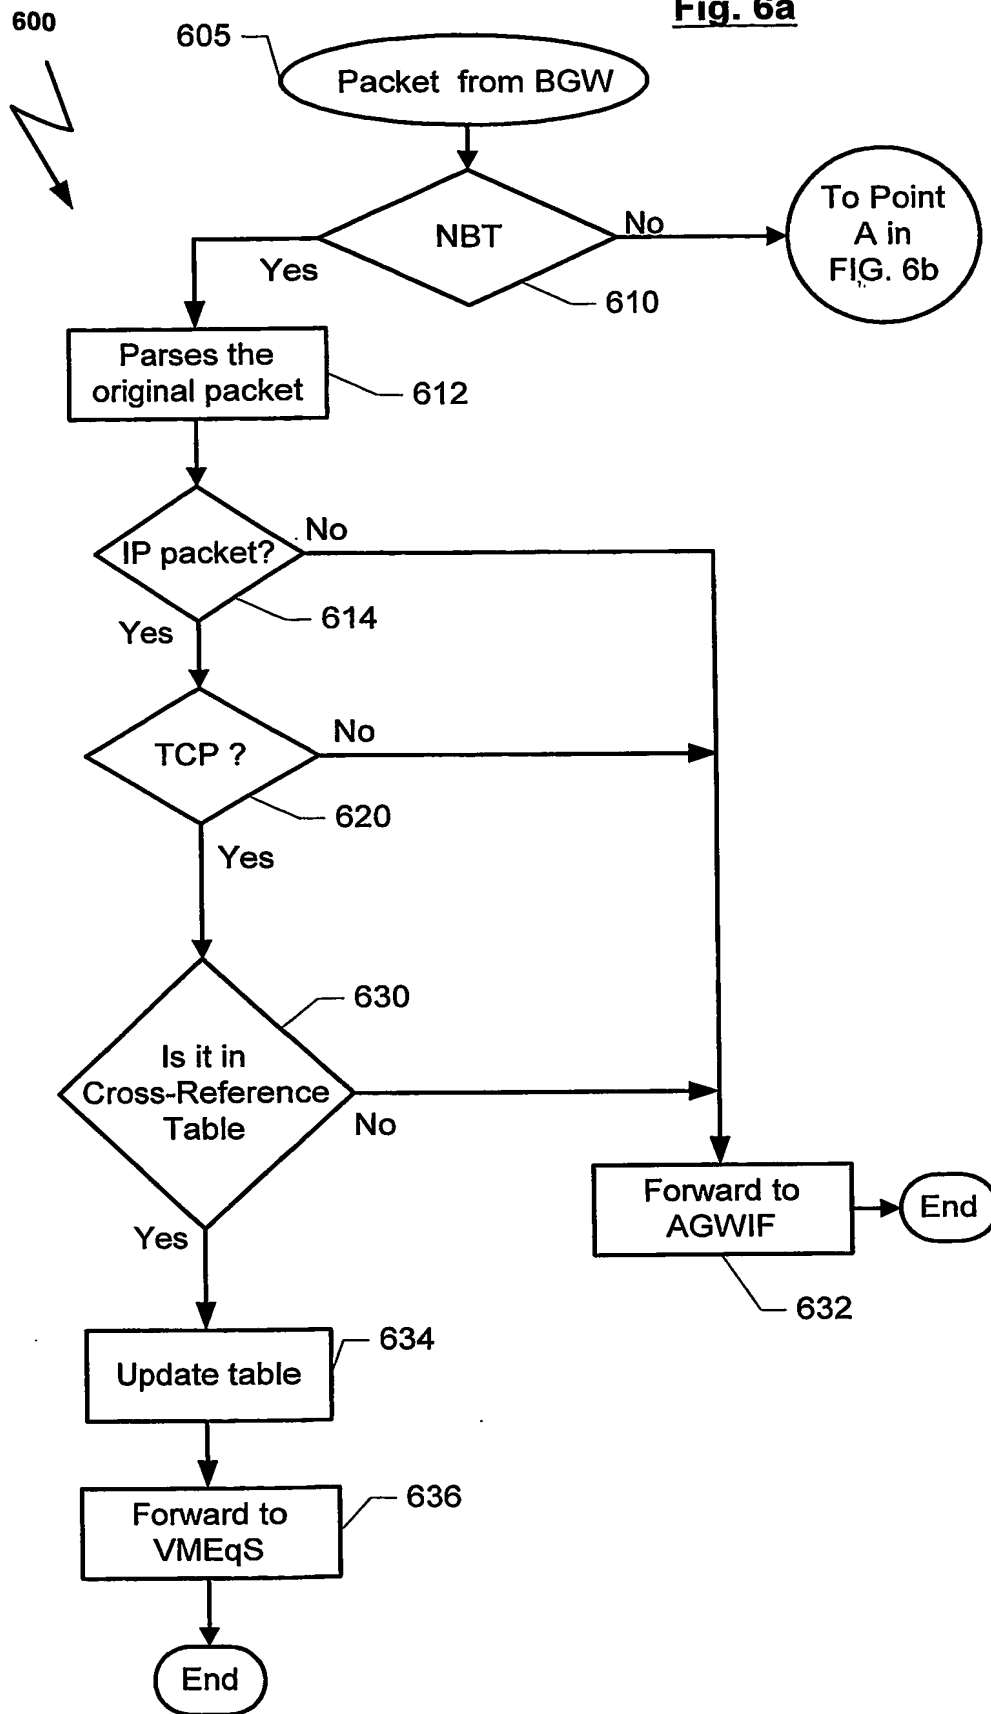 Fig. 6a
600
605
Packet from BGW
NBT
No
To Point
A in
FIG. 6b
Yes
610
Parses the
original packet
612
IP packet?
No
614
Yes
TCP ?
No
620
Yes
630
Is it in
Cross-Reference
Table
No
Yes
Forward to
AGWIF
End
632
634
Update table
636
Forward to
VMEqS
End